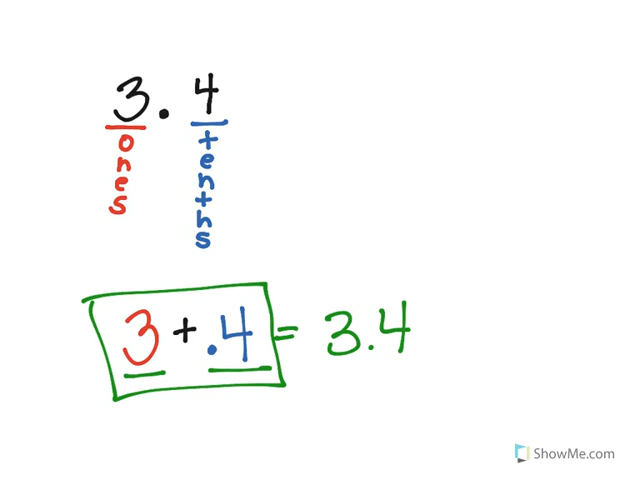 3.4
ones
tenths
3 + .4 = 3.4
ShowMe.com